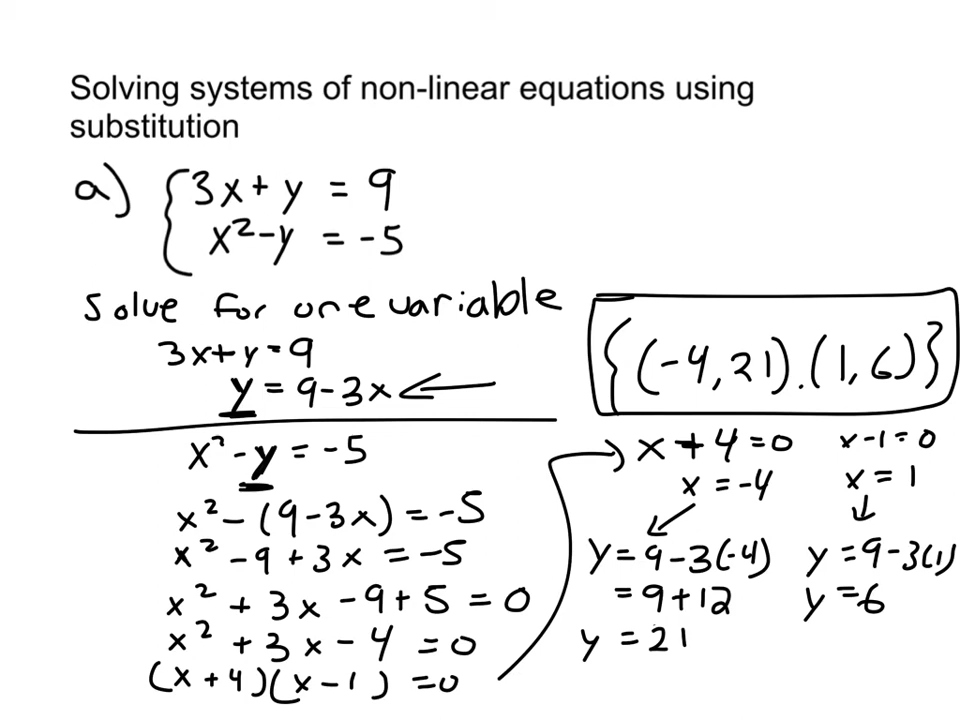 Solving systems of non-linear equations using
substitution
a) { 3x + y = 9
x² - y = -5
Solve for one variable
3x + y = 9
y = 9 - 3x ←
x² - y = -5
x² - (9 - 3x) = -5
x² - 9 + 3x = -5
x² + 3x - 9 + 5 = 0
x² + 3x - 4 = 0
(x + 4)(x - 1) = 0
{(-4, 21). (1, 6)}
x + 4 = 0
x = -4
y = 9 - 3(-4)
= 9 + 12
y = 21
x - 1 = 0
x = 1
y = 9 - 3(1)
y = 6